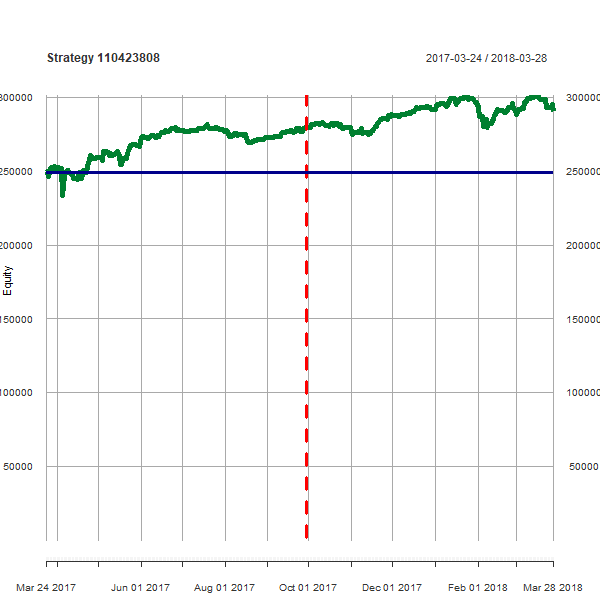 Strategy 110423808 2017-03-24 / 2018-03-28
300000 300000
250000 250000
200000 200000
Equity
150000 150000
100000 100000
50000 50000
Mar 24 2017 Jun 01 2017 Aug 01 2017 Oct 01 2017 Dec 01 2017 Feb 01 2018 Mar 28 2018